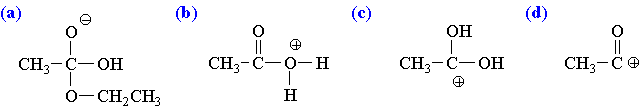 (a) (b) (c) (d)
O ⊖ O OH O
CH3 C OH CH3 C O ⊕ H CH3 C OH CH3 C ⊕
O CH2CH3 H ⊕